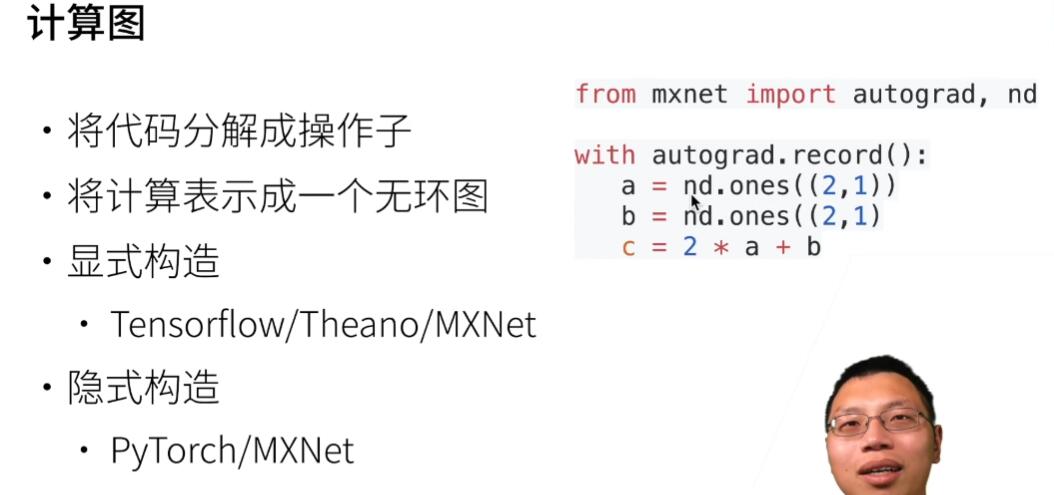 计算图
• 将代码分解成操作子
• 将计算表示成一个无环图
• 显式构造
• Tensorflow/Theano/MXNet
• 隐式构造
• PyTorch/MXNet
from mxnet import autograd, nd
with autograd.record():
a = nd.ones((2,1))
b = nd.ones((2,1)
c = 2 * a + b